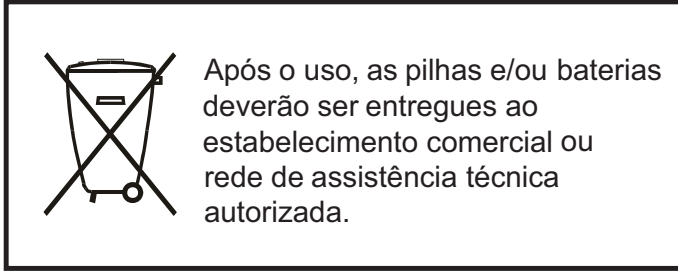 Após o uso, as pilhas e/ou baterias
deverão ser entregues ao
estabelecimento comercial ou
rede de assistência técnica
autorizada.